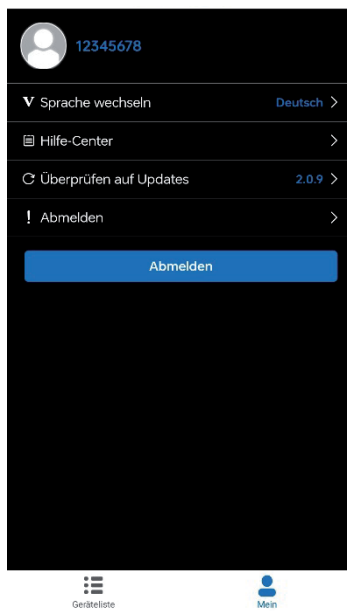 12345678
V Sprache wechseln Deutsch >
Hilfe-Center >
Überprüfen auf Updates 2.0.9 >
! Abmelden >
Abmelden
Geräteliste Mein